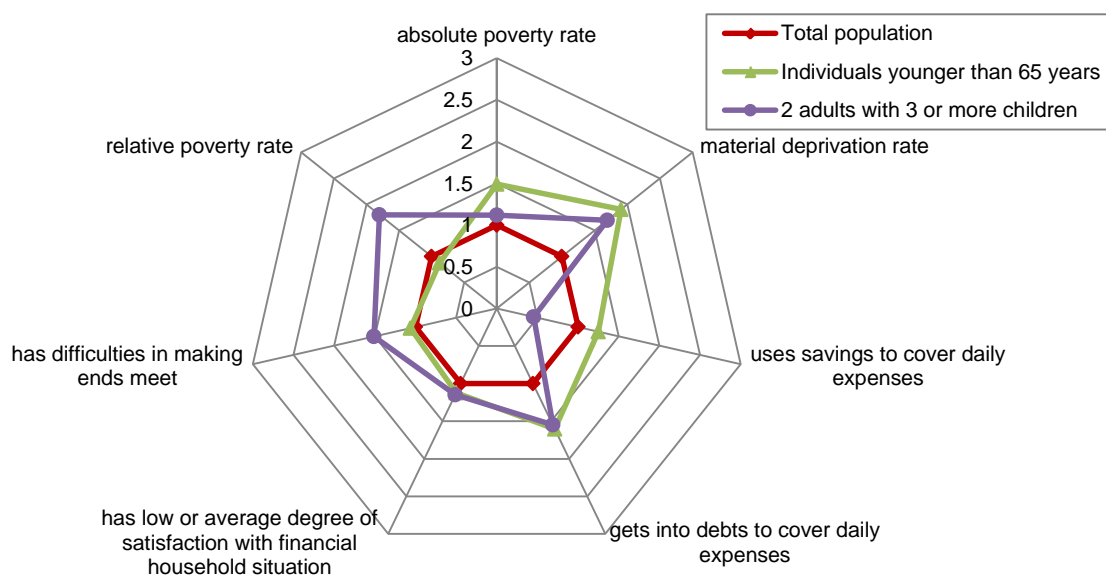 absolute poverty rate
Total population
Individuals younger than 65 years
2 adults with 3 or more children
3
2.5
2
1.5
1
0.5
0
relative poverty rate
material deprivation rate
has difficulties in making
ends meet
uses savings to cover daily
expenses
has low or average degree of
satisfaction with financial
household situation
gets into debts to cover daily
expenses